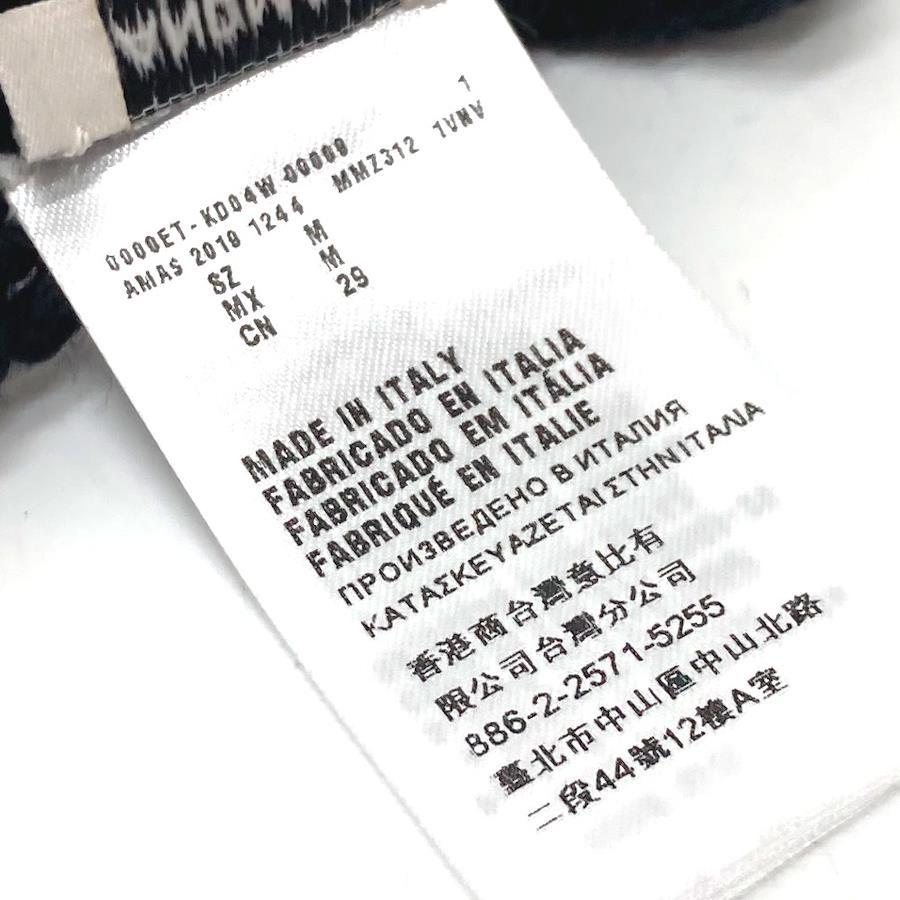 1
0000ET-KD04W 00009
AMAS 2019 1244 MMZ312 1VNV
SZ M
MX M
CN 29
MADE IN ITALY
FABRICADO EN ITALIA
FABRICADO EM ITÁLIA
FABRIQUÉ EN ITALIE
ПРОИЗВЕДЕНО В ИТАЛИЯ
ΚΑΤΑΣΚΕΥΑΖΕΤΑΙ ΣΤΗΝ ΙΤΑΛΙΑ
香港商台灣意比有
限公司台灣分公司
886-2-2571-5255
臺北市中山區中山北路
二段44號12樓A室